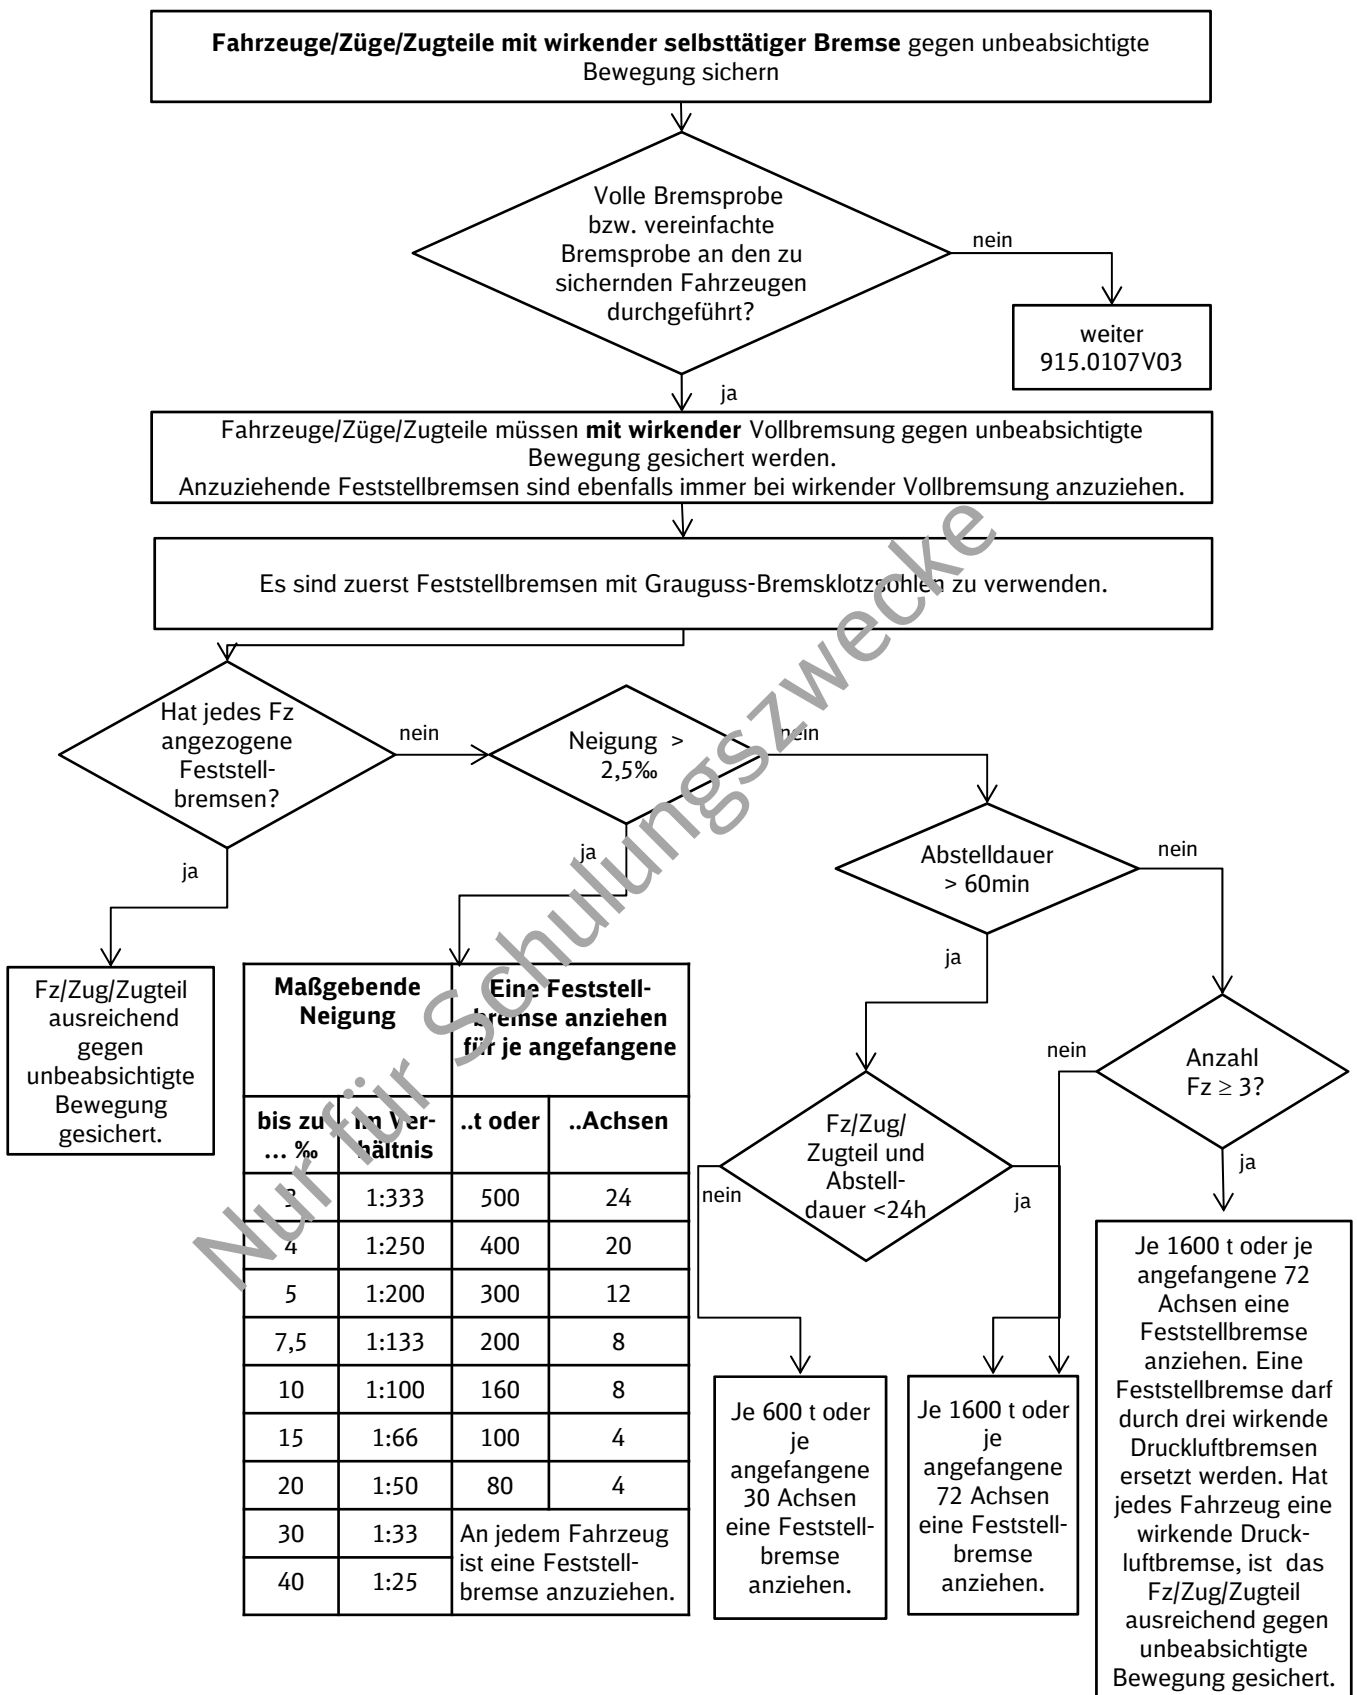 Fahrzeuge/Züge/Zugteile mit wirkender selbsttätiger Bremse gegen unbeabsichtigte
Bewegung sichern
Volle Bremsprobe
bzw. vereinfachte
Bremsprobe an den zu
sichernden Fahrzeugen
durchgeführt?
nein
weiter
915.0107V03
ja
Fahrzeuge/Züge/Zugteile müssen mit wirkender Vollbremsung gegen unbeabsichtigte
Bewegung gesichert werden.
Anzuziehende Feststellbremsen sind ebenfalls immer bei wirkender Vollbremsung anzuziehen.
Es sind zuerst Feststellbremsen mit Grauguss-Bremsklotzsohlen zu verwenden.
Hat jedes Fz
angezogene
Feststell-
bremsen?
nein
ja
Neigung >
2,5‰
nein
ja
Abstelldauer
> 60min
nein
ja
Fz/Zug/Zugteil
ausreichend
gegen
unbeabsichtigte
Bewegung
gesichert.
Maßgebende
Neigung
Eine Feststell-
bremse anziehen
für je angefangene
bis zu
... ‰
im Ver-
hältnis
..t oder
..Achsen
3 1:333 500 24
4 1:250 400 20
5 1:200 300 12
7,5 1:133 200 8
10 1:100 160 8
15 1:66 100 4
20 1:50 80 4
30 1:33
40 1:25
An jedem Fahrzeug
ist eine Feststell-
bremse anzuziehen.
Fz/Zug/
Zugteil und
Abstell-
dauer <24h
nein
ja
Anzahl
Fz ≥ 3?
nein
ja
Je 600 t oder
je
angefangene
30 Achsen
eine Feststell-
bremse
anziehen.
Je 1600 t oder
je
angefangene
72 Achsen
eine Feststell-
bremse
anziehen.
Je 1600 t oder je
angefangene 72
Achsen eine
Feststellbremse
anziehen. Eine
Feststellbremse darf
durch drei wirkende
Druckluftbremsen
ersetzt werden. Hat
jedes Fahrzeug eine
wirkende Druck-
luftbremse, ist das
Fz/Zug/Zugteil
ausreichend gegen
unbeabsichtigte
Bewegung gesichert.
Nur für Schulungszwecke